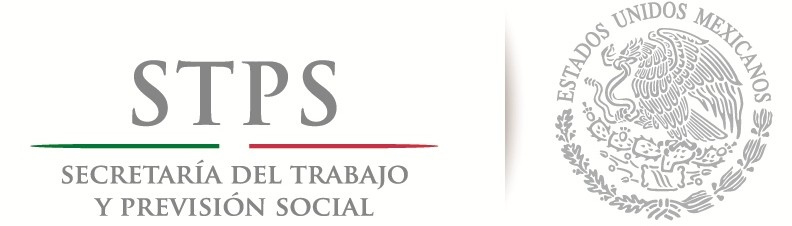 STPS
SECRETARÍA DEL TRABAJO
Y PREVISIÓN SOCIAL
ESTADOS UNIDOS MEXICANOS